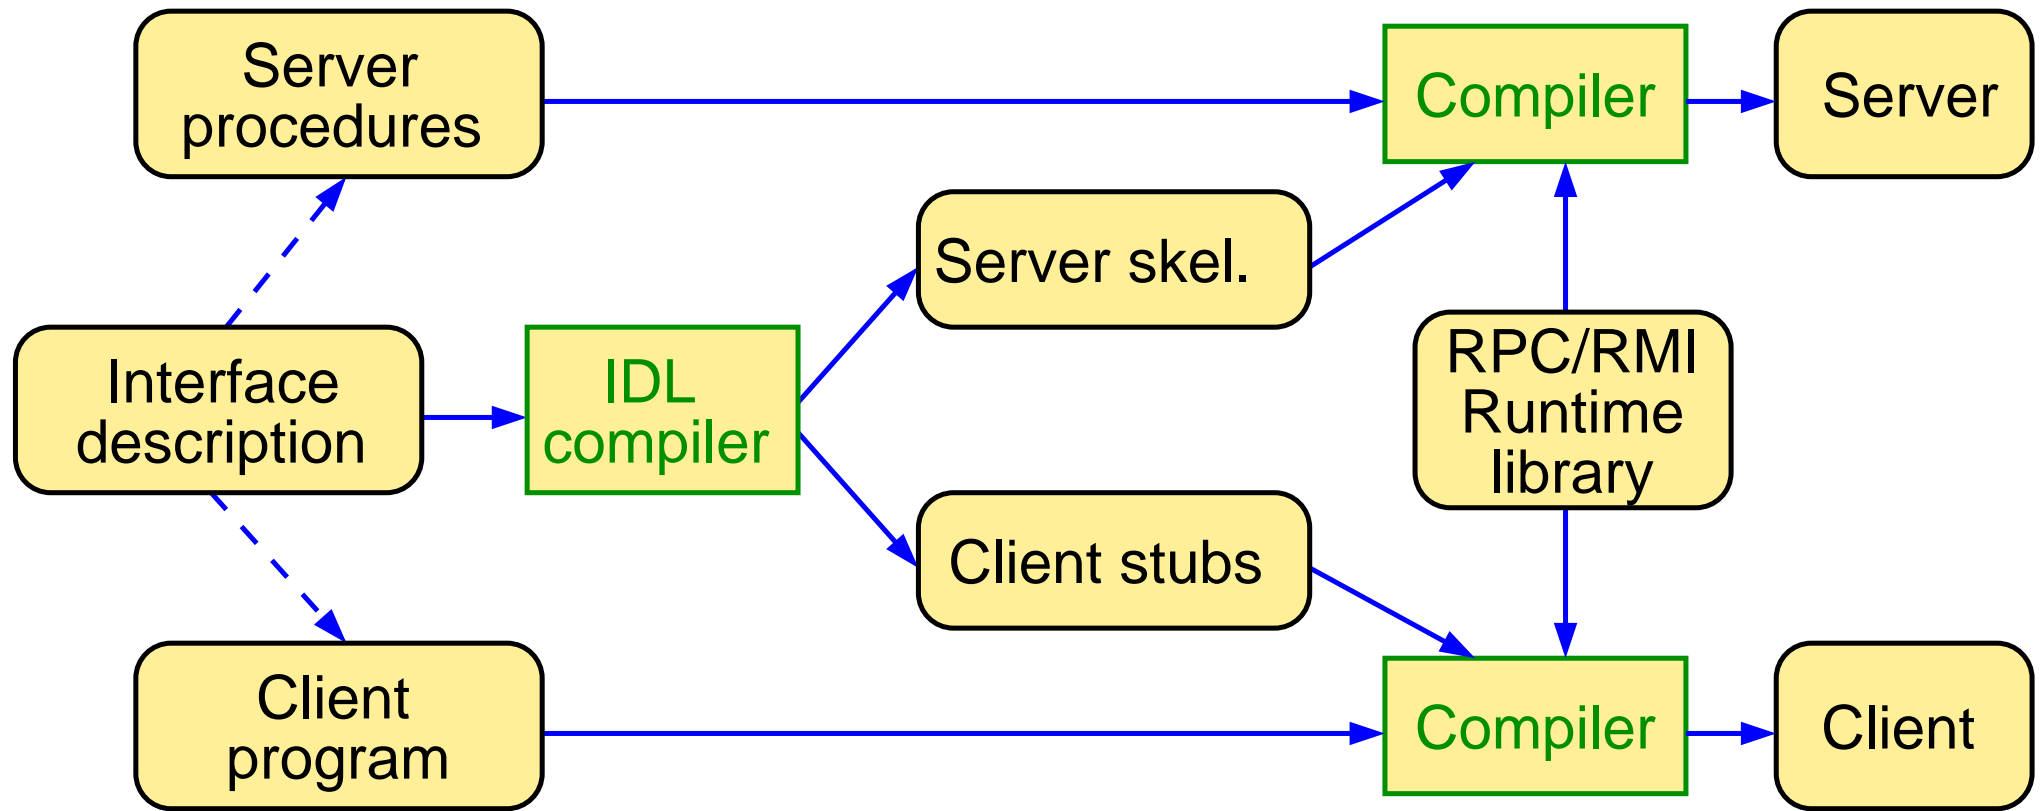 Server
procedures
Compiler
Server
Server skel.
Interface
description
IDL
compiler
RPC/RMI
Runtime
library
Client stubs
Client
program
Compiler
Client